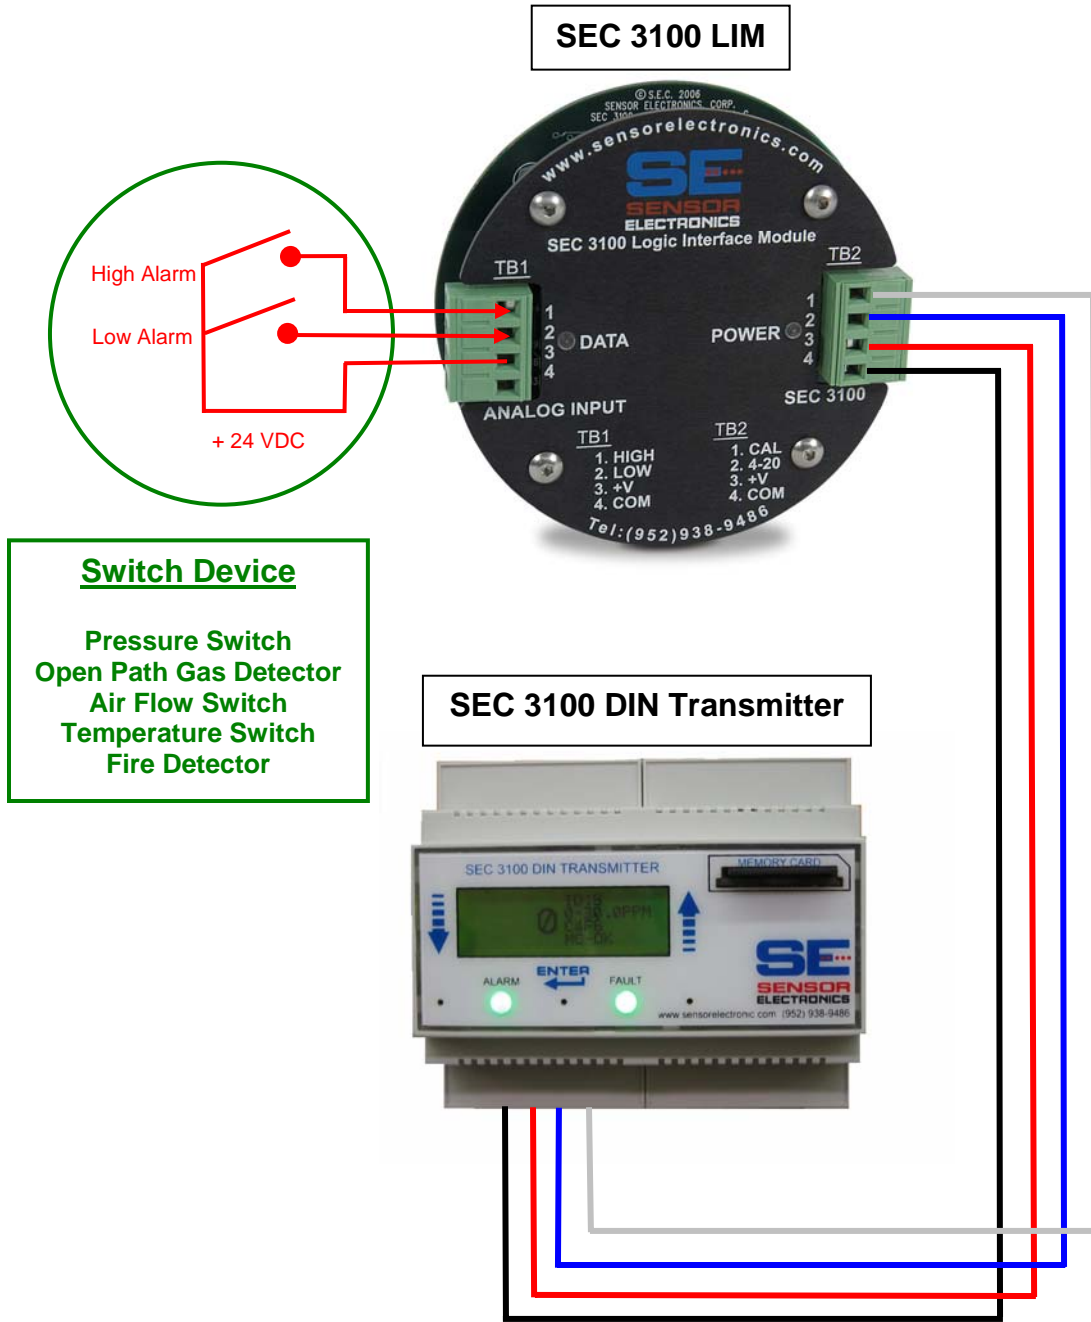 SEC 3100 LIM
© S.E.C. 2006
SENSOR ELECTRONICS CORP.
SEC 3100
www.sensorelectronics.com
SE
SENSOR
ELECTRONICS
SEC 3100 Logic Interface Module
TB1
TB2
High Alarm
Low Alarm
+ 24 VDC
1
2
3
4
DATA
POWER
1
2
3
4
ANALOG INPUT
SEC 3100
TB1
1. HIGH
2. LOW
3. +V
4. COM
TB2
1. CAL
2. 4-20
3. +V
4. COM
Tel:(952)938-9486
Switch Device
Pressure Switch
Open Path Gas Detector
Air Flow Switch
Temperature Switch
Fire Detector
SEC 3100 DIN Transmitter
SEC 3100 DIN TRANSMITTER
MEMORY CARD
ALARM
ENTER
FAULT
SE
SENSOR
ELECTRONICS
www.sensorelectronic.com (952) 938-9486